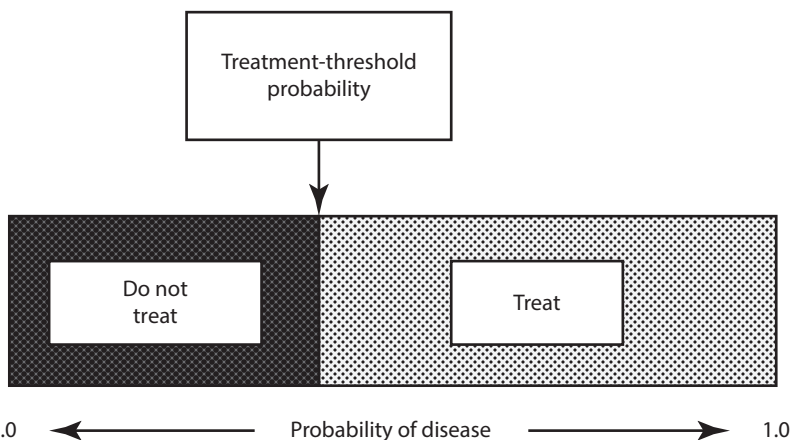 Treatment-threshold
probability
Do not
treat
Treat
.0
Probability of disease
1.0